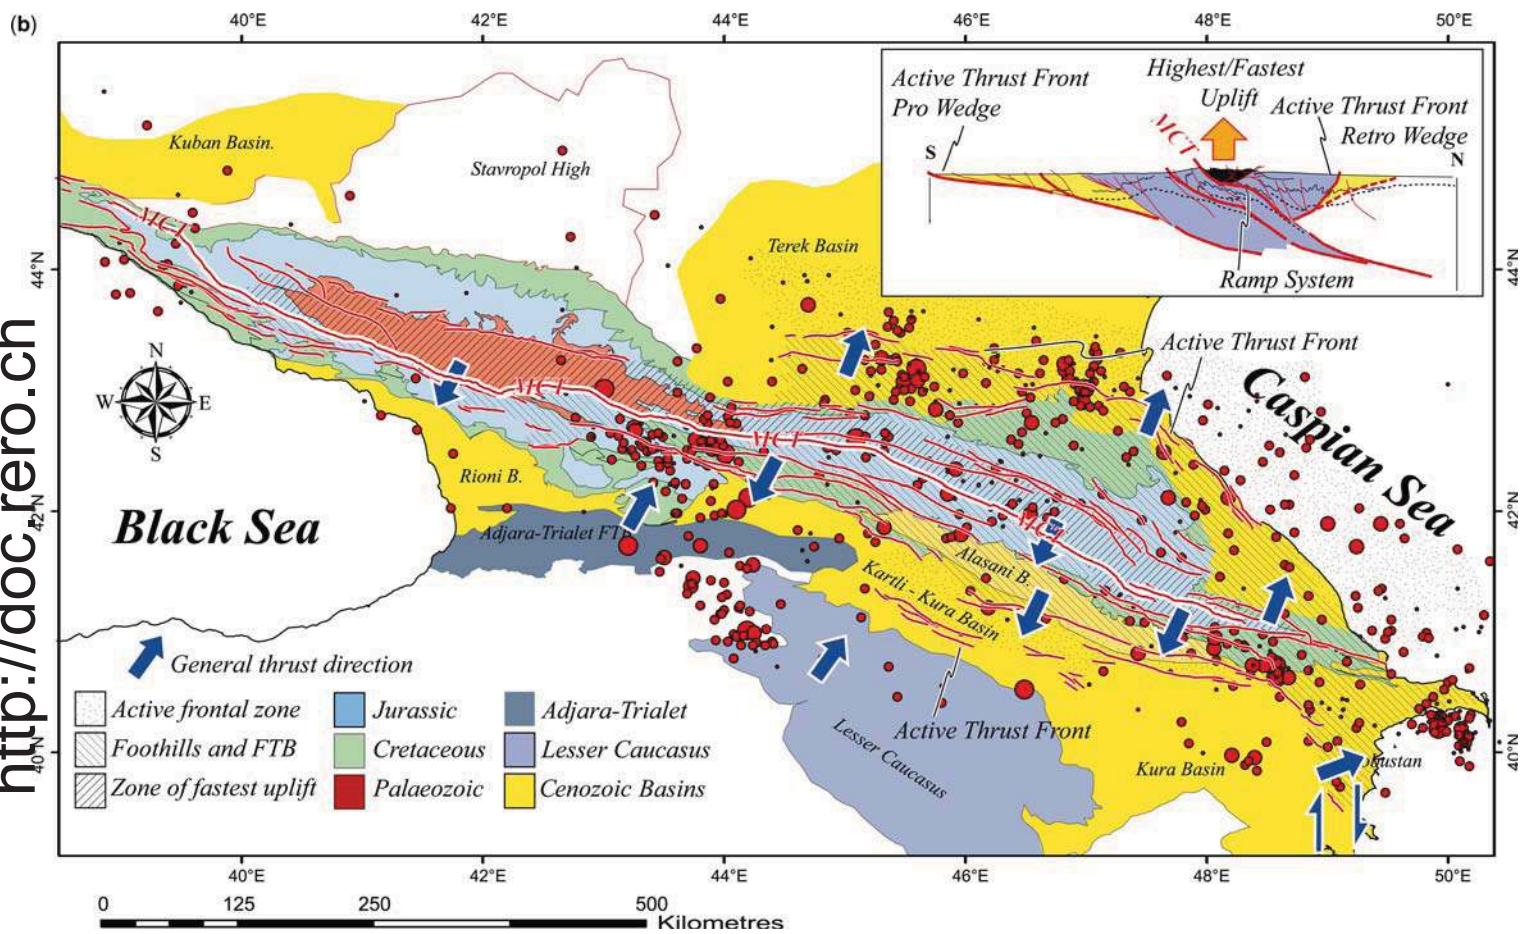 (b)
40°E
42°E
44°E
46°E
48°E
50°E
Kuban Basin.
Stavropol High
Terek Basin
Active Thrust Front
Pro Wedge
Highest/Fastest
Uplift
Active Thrust Front
Retro Wedge
MCT
S
N
Ramp System
44°N
44°N
MCT
Active Thrust Front
Caspian Sea
N
W
E
S
MCT
MCT
Rioni B.
42°N
42°N
Black Sea
Adjara-Trialet FTB
MCT
Alasani B.
Kartli - Kura Basin
General thrust direction
Active frontal zone
Jurassic
Adjara-Trialet
Foothills and FTB
Cretaceous
Lesser Caucasus
Zone of fastest uplift
Palaeozoic
Cenozoic Basins
Active Thrust Front
Lesser Caucasus
Kura Basin
40°N
40°N
40°E
42°E
44°E
46°E
48°E
50°E
0
125
250
500
Kilometres
http://doc.rero.ch